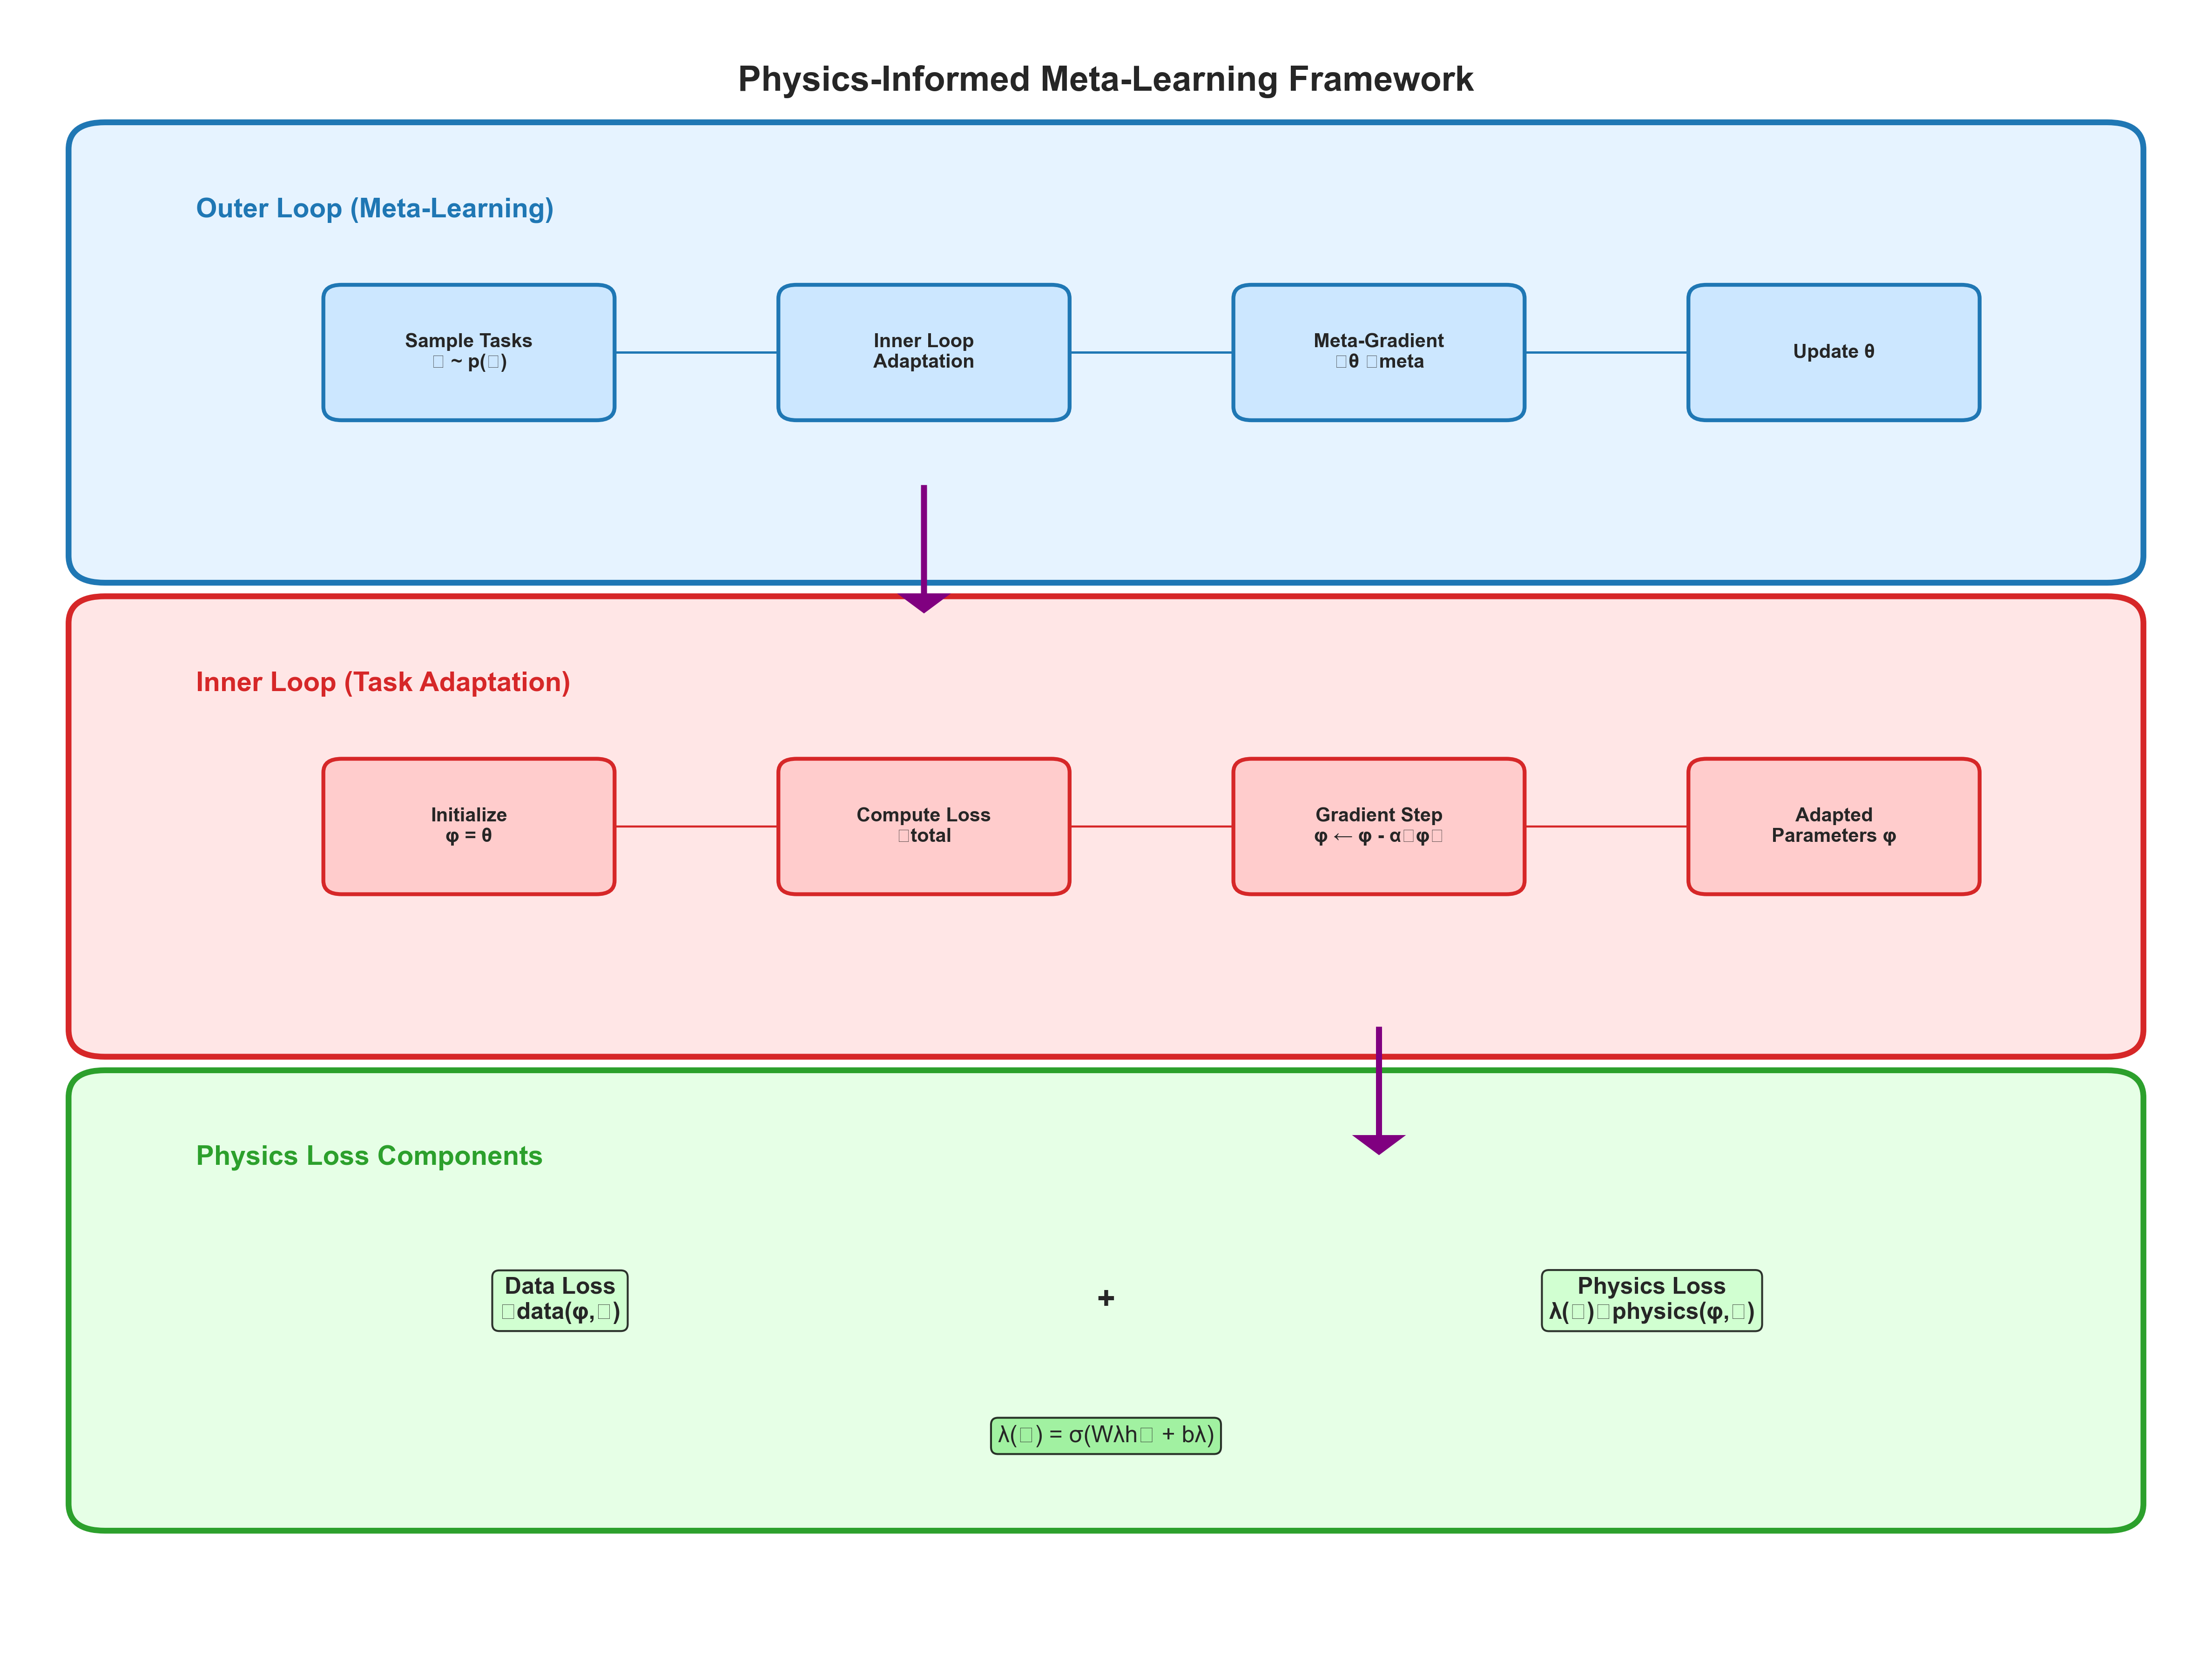 Physics-Informed Meta-Learning Framework
Outer Loop (Meta-Learning)
Sample Tasks
□ ~ p(□)
Inner Loop
Adaptation
Meta-Gradient
□θ □meta
Update θ
Inner Loop (Task Adaptation)
Initialize
φ = θ
Compute Loss
□total
Gradient Step
φ ← φ - α□φ□
Adapted
Parameters φ
Physics Loss Components
Data Loss
□data(φ,□)
+
Physics Loss
λ(□)□physics(φ,□)
λ(□) = σ(Wλh□ + bλ)